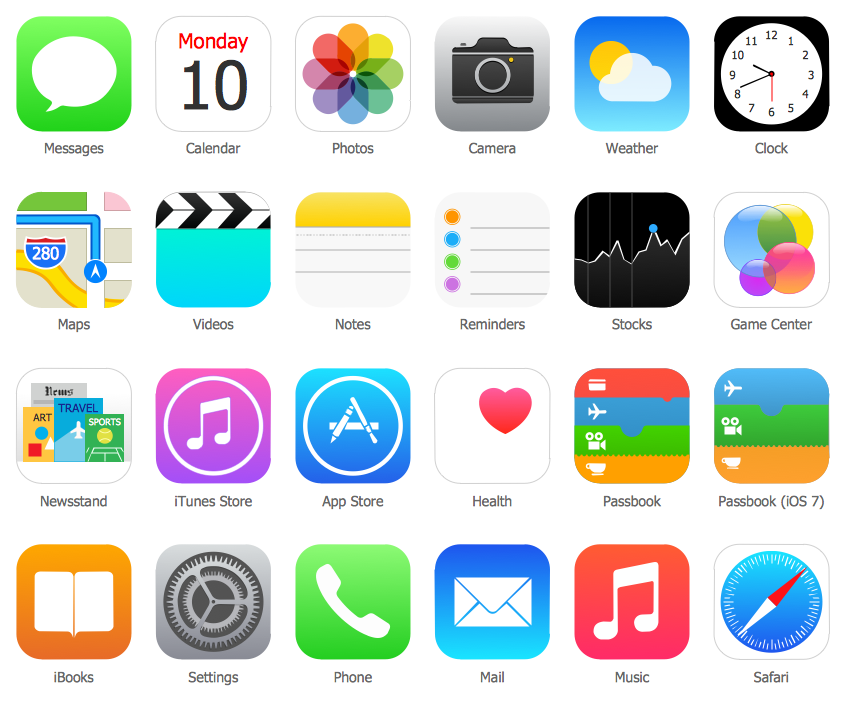 Monday
10
12
11 1
10 2
9 3
8 4
7 5
6
Messages Calendar Photos Camera Weather Clock
280
Maps Videos Notes Reminders Stocks Game Center
News
TRAVEL
ART
SPORTS
Newsstand iTunes Store App Store Health Passbook Passbook (iOS 7)
iBooks Settings Phone Mail Music Safari